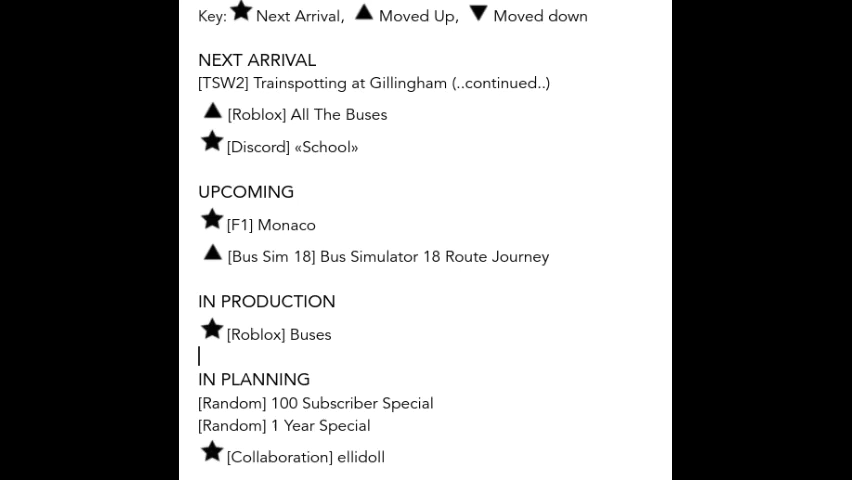 Key: ★ Next Arrival, ▲ Moved Up, ▼ Moved down
NEXT ARRIVAL
[TSW2] Trainspotting at Gillingham (..continued..)
▲ [Roblox] All The Buses
★ [Discord] «School»
UPCOMING
★ [F1] Monaco
▲ [Bus Sim 18] Bus Simulator 18 Route Journey
IN PRODUCTION
★ [Roblox] Buses
IN PLANNING
[Random] 100 Subscriber Special
[Random] 1 Year Special
★ [Collaboration] ellidoll